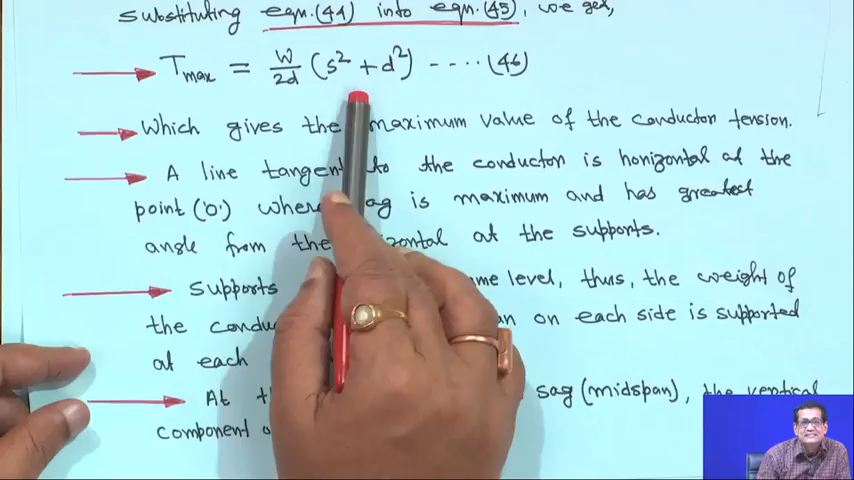 substituting eqn.(44) into eqn.(45), we get,
Tmax = W/2d (s² + d²) - - - .. (46)
Which gives the maximum value of the conductor tension.
A line tangent to the conductor is horizontal at the
point ('O') where sag is maximum and has greatest
angle from the horizontal at the supports.
Supports level, thus, the weight of
the on each side is supported
at each
At sag (midspan), the vertical
component